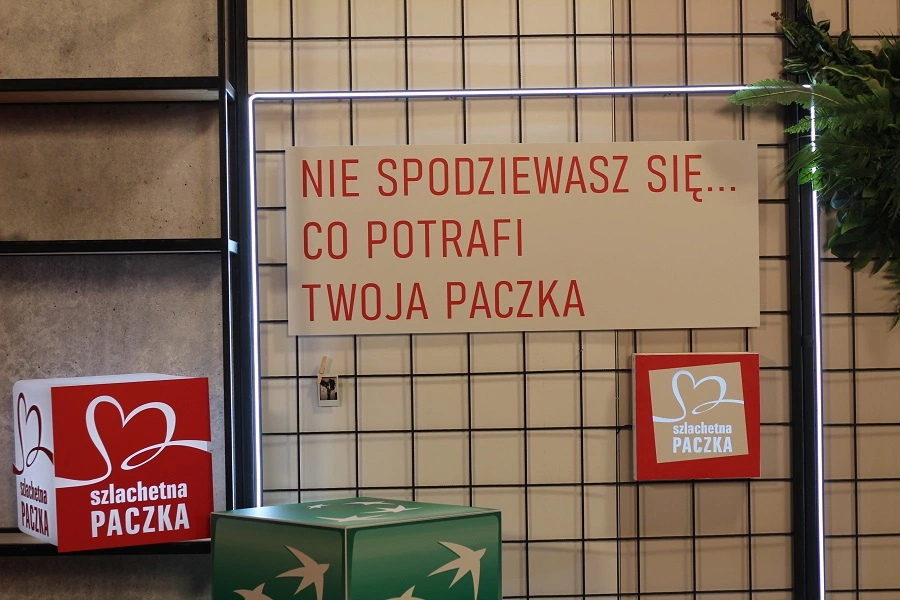 NIE SPODZIEWASZ SIĘ...
CO POTRAFI
TWOJA PACZKA
szlachetna
PACZKA
szlachetna
PACZKA
szlachetna
PACZKA